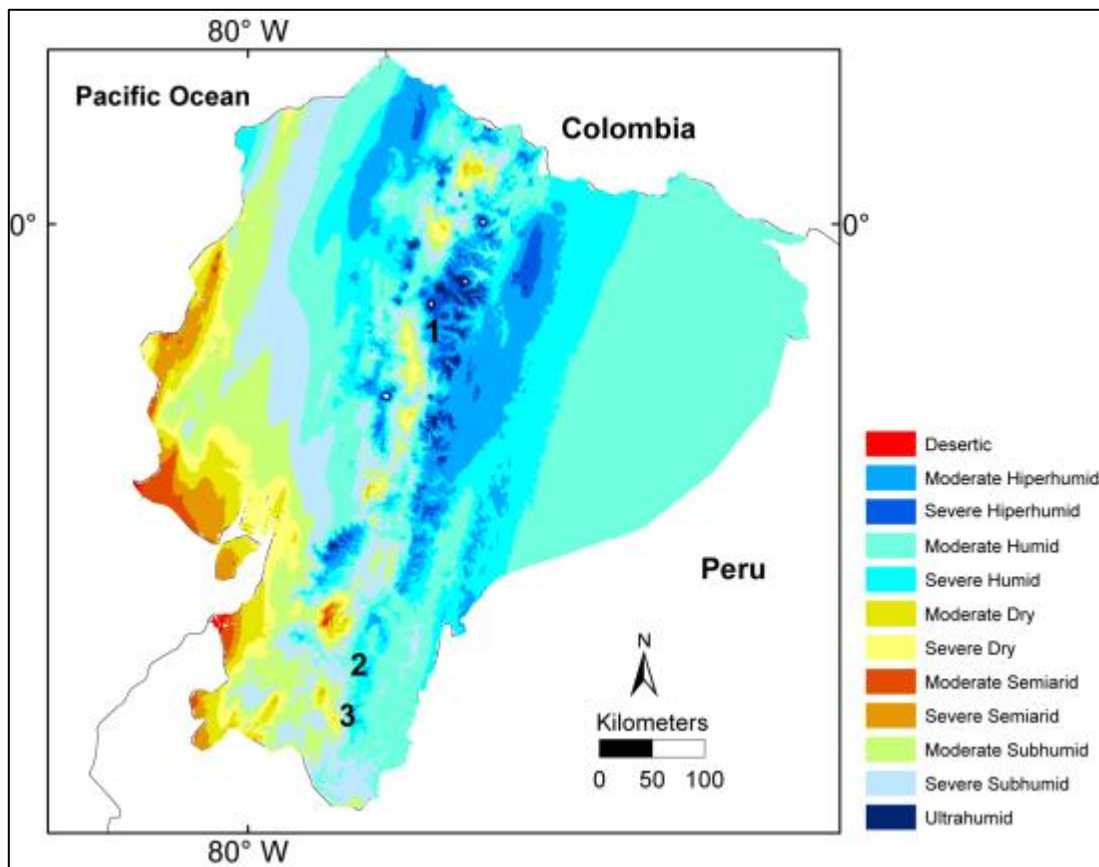 80° W
Pacific Ocean
Colombia
0°
0°
1
Peru
2
3
N
Kilometers
0 50 100
Desertic
Moderate Hiperhumid
Severe Hiperhumid
Moderate Humid
Severe Humid
Moderate Dry
Severe Dry
Moderate Semiarid
Severe Semiarid
Moderate Subhumid
Severe Subhumid
Ultrahumid
80° W